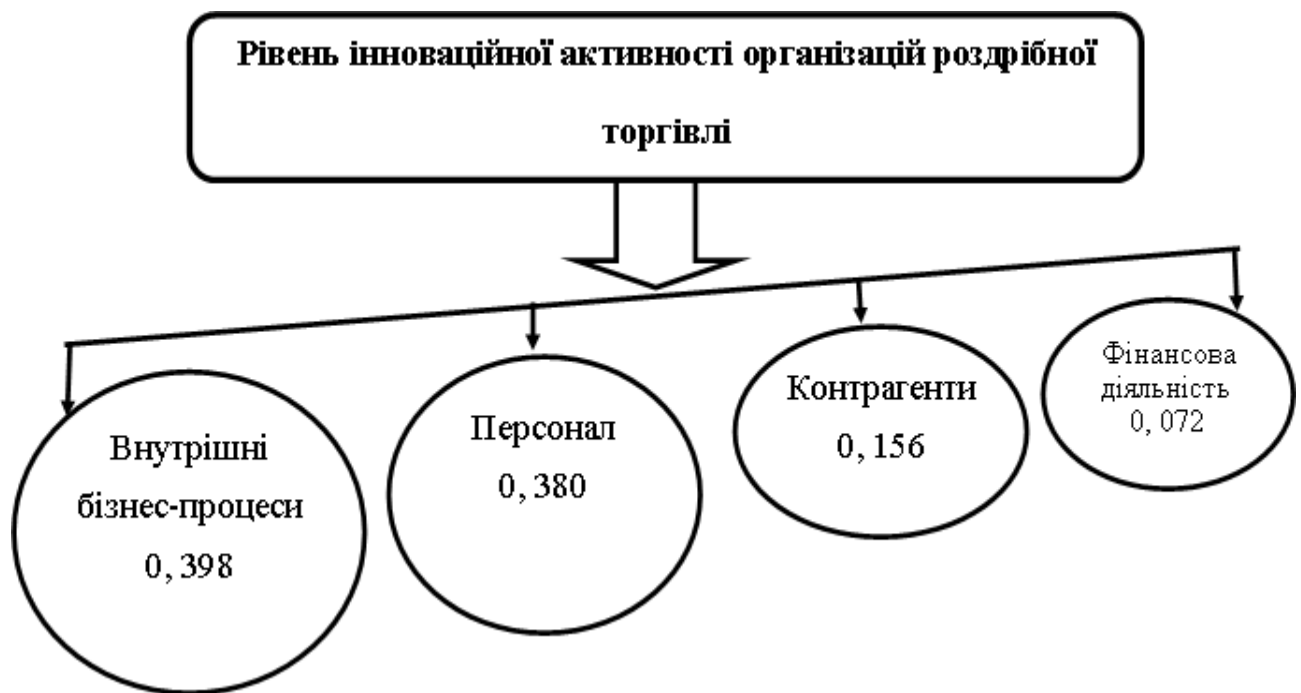 Рівень інноваційної активності організацій роздрібної
торгівлі
Внутрішні
бізнес-процеси
0, 398
Персонал
0, 380
Контрагенти
0, 156
Фінансова
діяльність
0, 072